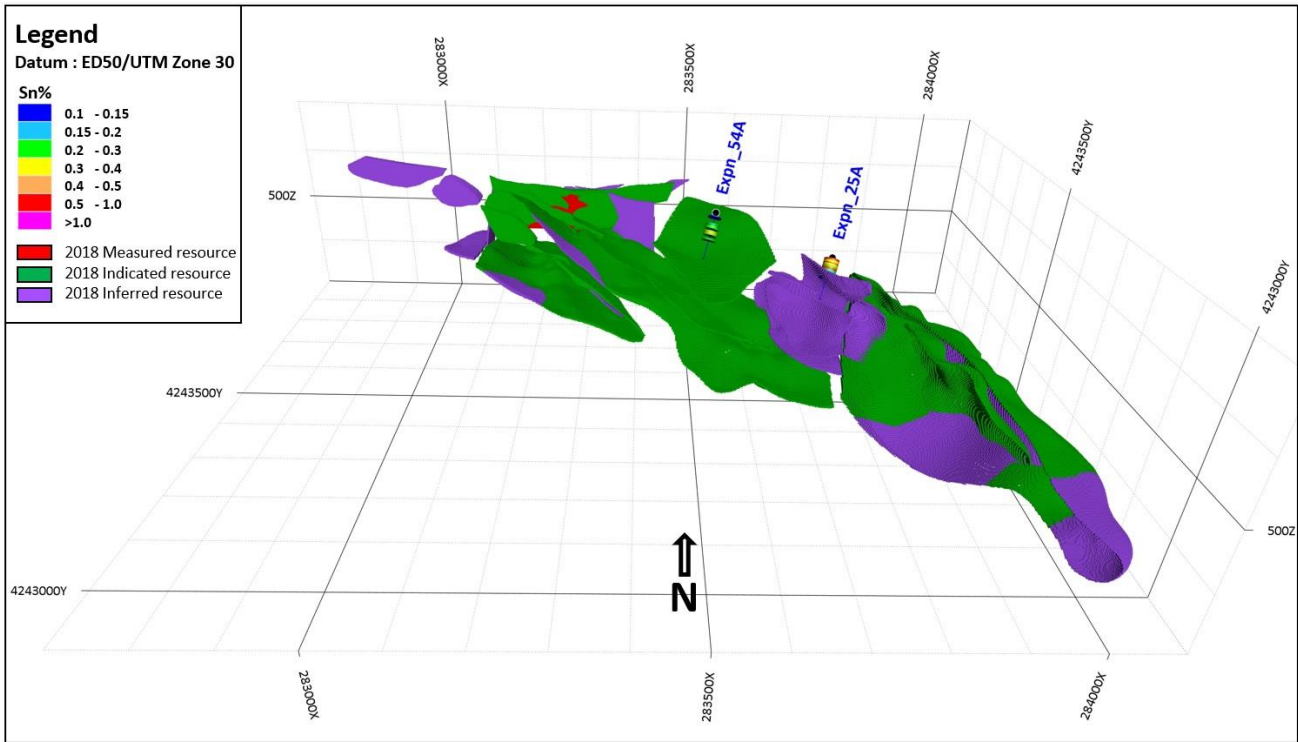 Legend
Datum : ED50/UTM Zone 30
Sn%
0.1 - 0.15
0.15 - 0.2
0.2 - 0.3
0.3 - 0.4
0.4 - 0.5
0.5 - 1.0
>1.0
2018 Measured resource
2018 Indicated resource
2018 Inferred resource
283000X
283500X
284000X
4243500Y
4243000Y
500Z
Expn_54A
Expn_25A
4243500Y
500Z
4243000Y
N
283000X
283500X
284000X